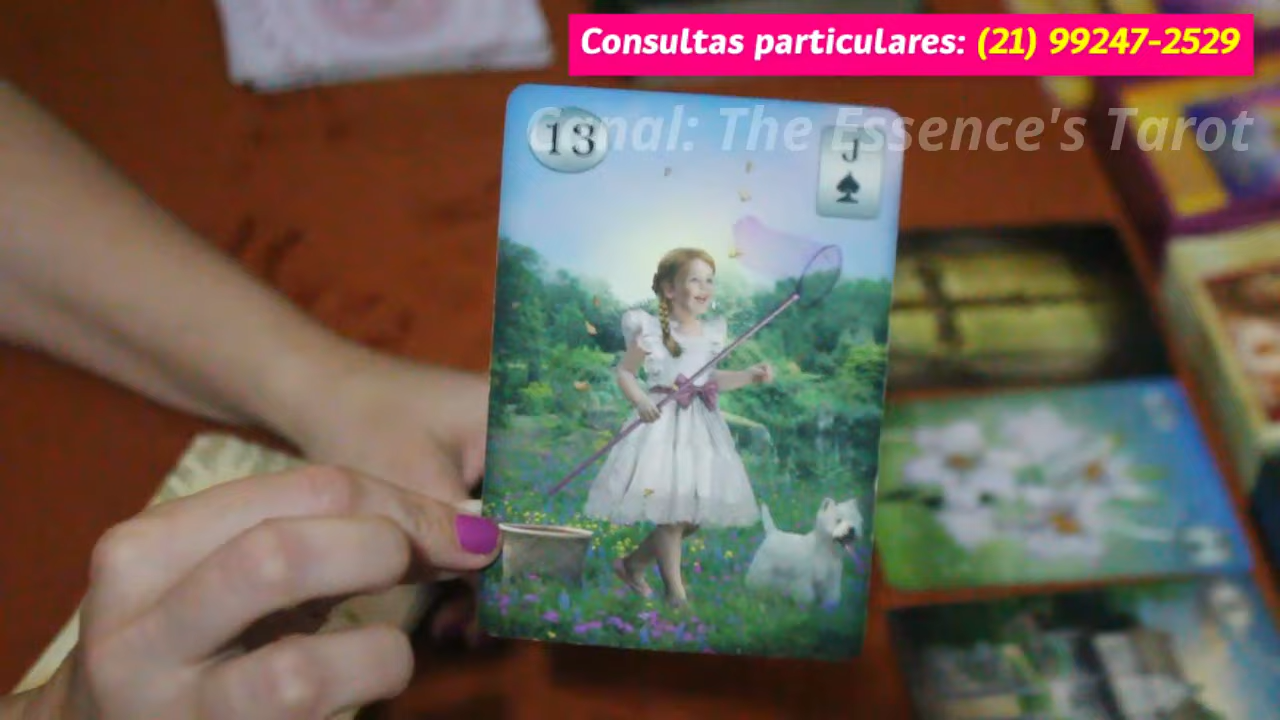 Consultas particulares: (21) 99247-2529
Canal: The Essence's Tarot
13
J